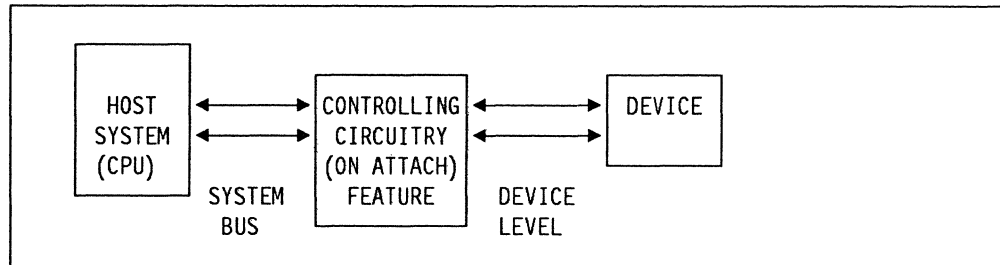 HOST
SYSTEM
(CPU)
SYSTEM
BUS
CONTROLLING
CIRCUITRY
(ON ATTACH)
FEATURE
DEVICE
LEVEL
DEVICE